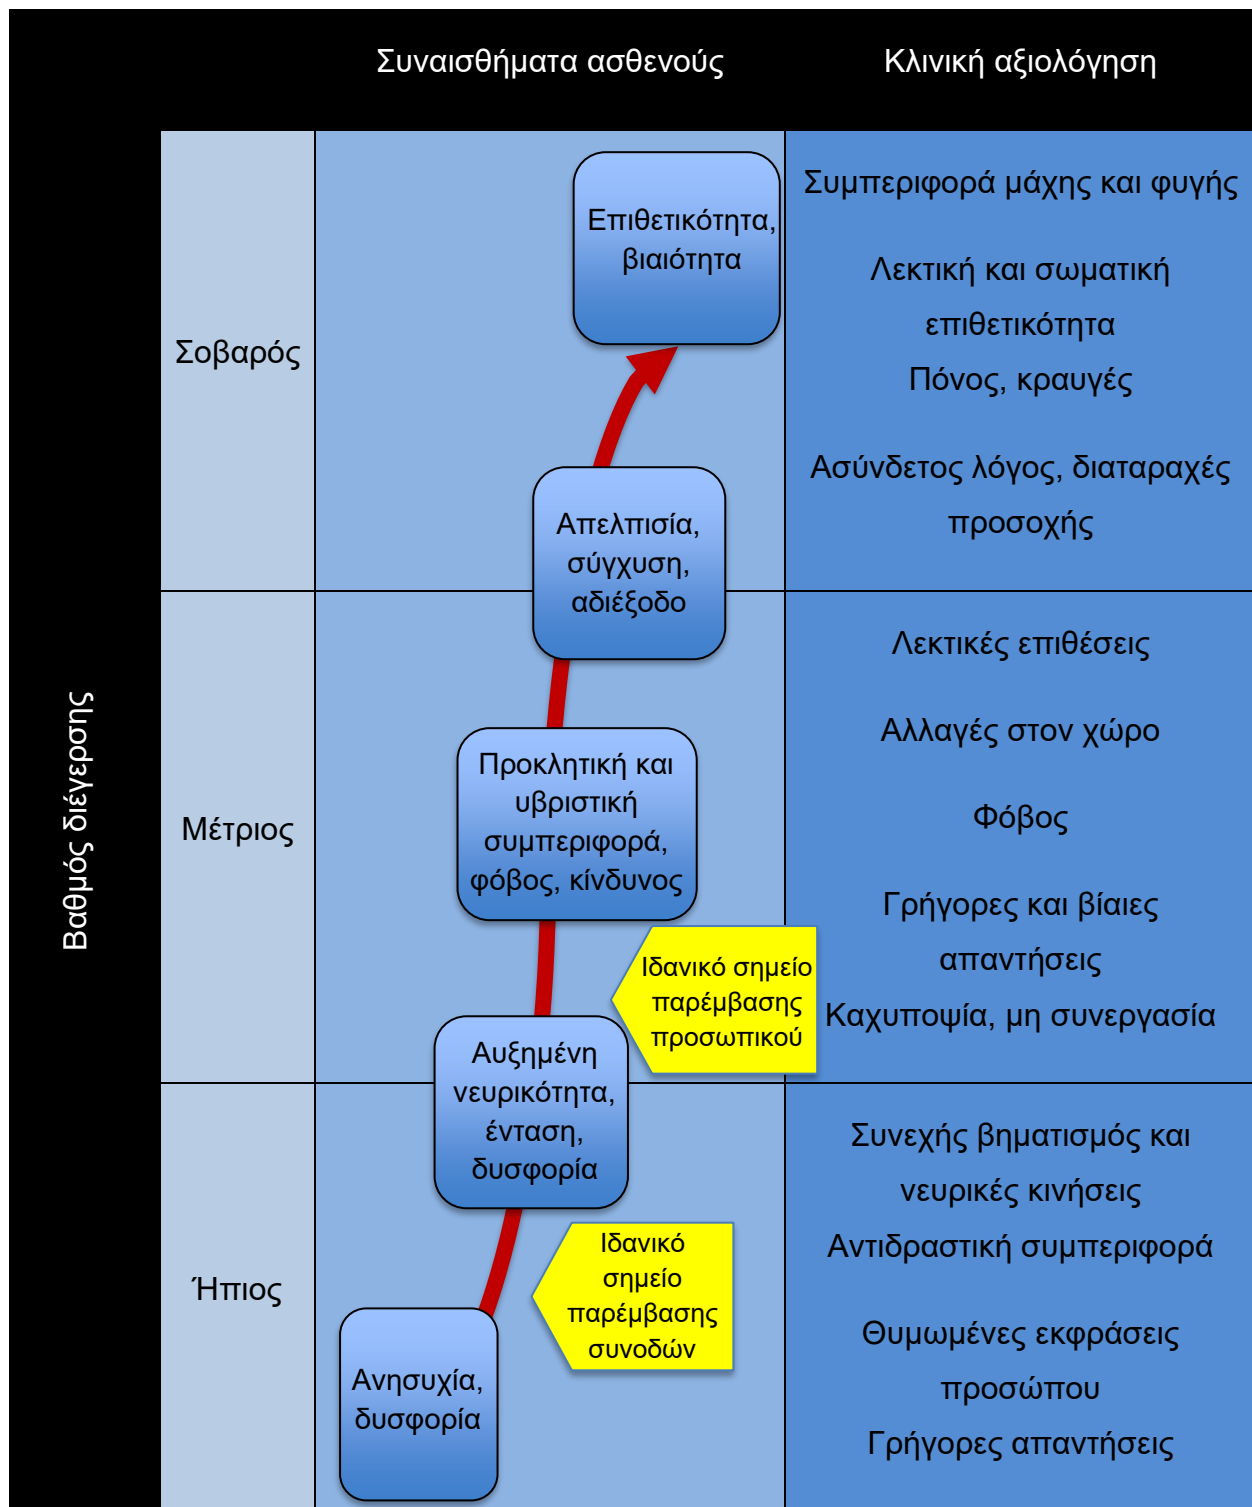 Συναισθήματα ασθενούς
Κλινική αξιολόγηση
Βαθμός διέγερσης
Σοβαρός
Επιθετικότητα,
βιαιότητα
Απελπισία,
σύγχυση,
αδιέξοδο
Συμπεριφορά μάχης και φυγής
Λεκτική και σωματική
επιθετικότητα
Πόνος, κραυγές
Ασύνδετος λόγος, διαταραχές
προσοχής
Μέτριος
Προκλητική και
υβριστική
συμπεριφορά,
φόβος, κίνδυνος
Ιδανικό σημείο
παρέμβασης
προσωπικού
Αυξημένη
νευρικότητα,
ένταση,
δυσφορία
Λεκτικές επιθέσεις
Αλλαγές στον χώρο
Φόβος
Γρήγορες και βίαιες
απαντήσεις
Καχυποψία, μη συνεργασία
Ήπιος
Ιδανικό
σημείο
παρέμβασης
συνοδών
Ανησυχία,
δυσφορία
Συνεχής βηματισμός και
νευρικές κινήσεις
Αντιδραστική συμπεριφορά
Θυμωμένες εκφράσεις
προσώπου
Γρήγορες απαντήσεις